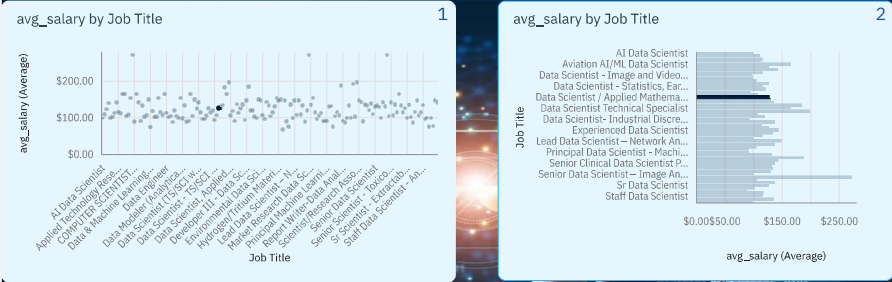 avg_salary by Job Title
1
avg_salary (Average)
$200.00
$100.00
$0.00
AI Data Scientist
Applied Technology Rese...
COMPUTER SCIENTIST...
Data & Machine Learning...
Data Engineer
Data Modeler (Analytica...
Data Scientist (TS/SCI w...
Data Scientist - TS/SCI ...
Data Scientist, Applied...
Developer III- Data Sc...
Environmental Data Sci...
Hydrogen/Tritium Materi...
Lead Data Scientist – N...
Market Research Data Sc...
Principal Machine Learni...
Report Writer-Data Anal...
Scientist/Research Asso...
Senior Data Scientist
Senior Scientist - Toxico...
Sr Scientist - Extracellu...
Staff Data Scientist - An...
Job Title
avg_salary by Job Title
2
Job Title
AI Data Scientist
Aviation AI/ML Data Scientist
Data Scientist - Image and Video...
Data Scientist - Statistics, Ear...
Data Scientist / Applied Mathema...
Data Scientist Technical Specialist
Data Scientist- Industrial Discre...
Experienced Data Scientist
Lead Data Scientist – Network An...
Principal Data Scientist - Machi...
Senior Clinical Data Scientist P...
Senior Data Scientist – Image An...
Sr Data Scientist
Staff Data Scientist
$0.00 $50.00 $150.00 $250.00
avg_salary (Average)